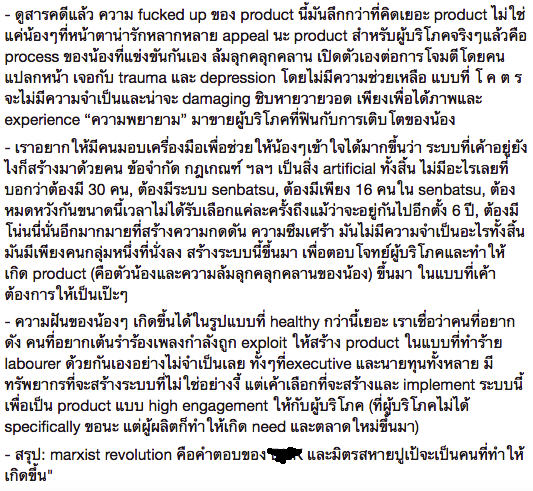 - ดูสารคดีแล้ว ความ fucked up ของ product นี้มันลึกกว่าที่คิดเยอะ product ไม่ใช่
แค่น้องๆที่หน้าตาน่ารักหลากหลาย appeal นะ product สำหรับผู้บริโภคจริงๆแล้วคือ
process ของน้องที่แข่งขันกันเอง ล้มลุกคลุกคลาน เปิดตัวเองต่อการโจมตีโดยคน
แปลกหน้า เจอกับ trauma และ depression โดยไม่มีความช่วยเหลือ แบบที่ โ ค ต ร
จะไม่มีความจำเป็นและน่าจะ damaging ชิบหายวายวอด เพียงเพื่อได้ภาพและ
experience “ความพยายาม” มาขายผู้บริโภคที่ฟินกับการเติบโตของน้อง
- เราอยากให้มีคนมอบเครื่องมือเพื่อช่วยให้น้องๆเข้าใจได้มากขึ้นว่า ระบบที่เค้าอยู่ยัง
ไงก็สร้างมาด้วยคน ข้อจำกัด กฎเกณฑ์ ฯลฯ เป็นสิ่ง artificial ทั้งสิ้น ไม่มีอะไรเลยที่
บอกว่าต้องมี 30 คน, ต้องมีระบบ senbatsu, ต้องมีเพียง 16 คนใน senbatsu, ต้อง
หมดหวังกันขนาดนี้เวลาไม่ได้รับเลือกแค่ละครั้งถึงแม้ว่าจะอยู่กันไปอีกตั้ง 6 ปี, ต้องมี
โน่นนี่นั่นอีกมากมายที่สร้างความกดดัน ความซึมเศร้า มันไม่มีความจำเป็นอะไรทั้งสิ้น
มันมีเพียงคนกลุ่มหนึ่งที่นั่งลง สร้างระบบนี้ขึ้นมา เพื่อตอบโจทย์ผู้บริโภคและทำให้
เกิด product (คือตัวน้องและความล้มลุกคลุกคลานของน้อง) ขึ้นมา ในแบบที่เค้า
ต้องการให้เป็นเป๊ะๆ
- ความฝันของน้องๆ เกิดขึ้นได้ในรูปแบบที่ healthy กว่านี้เยอะ เราเชื่อว่าคนที่อยาก
ดัง คนที่อยากเต้นรำร้องเพลงกำลังถูก exploit ให้สร้าง product ในแบบที่ทำร้าย
labourer ด้วยกันเองอย่างไม่จำเป็นเลย ทั้งๆที่executive และนายทุนทั้งหลาย มี
ทรัพยากรที่จะสร้างระบบที่ไม่ใช่อย่างงี้ แต่เค้าเลือกที่จะสร้างและ implement ระบบนี้
เพื่อเป็น product แบบ high engagement ให้กับผู้บริโภค (ที่ผู้บริโภคไม่ได้
specifically ขอนะ แต่ผู้ผลิตก็ทำให้เกิด need และตลาดใหม่ขึ้นมา)
- สรุป: marxist revolution คือคำตอบของ และมิตรสหายปูเป้จะเป็นคนที่ทำให้
เกิดขึ้น"